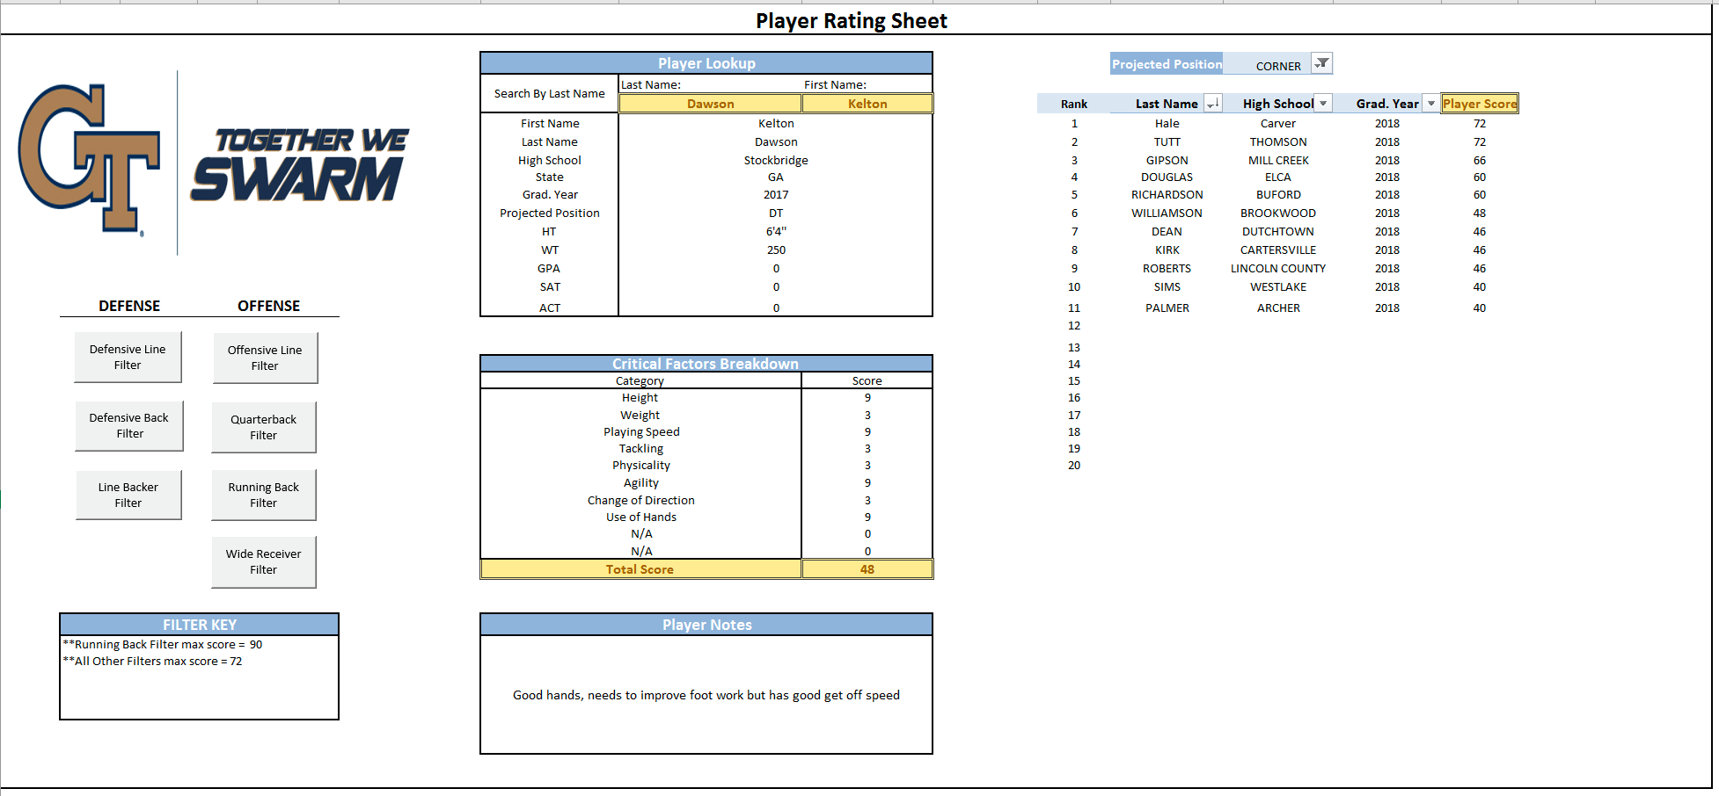 Player Rating Sheet
GT
TOGETHER WE
SWARM
DEFENSE OFFENSE
Defensive Line
Filter
Offensive Line
Filter
Defensive Back
Filter
Quarterback
Filter
Line Backer
Filter
Running Back
Filter
Wide Receiver
Filter
FILTER KEY
**Running Back Filter max score = 90
**All Other Filters max score = 72
Player Lookup
Search By Last Name
Last Name: First Name:
Dawson Kelton
First Name Kelton
Last Name Dawson
High School Stockbridge
State GA
Grad. Year 2017
Projected Position DT
HT 6'4"
WT 250
GPA 0
SAT 0
ACT 0
Critical Factors Breakdown
Category Score
Height 9
Weight 3
Playing Speed 9
Tackling 3
Physicality 3
Agility 9
Change of Direction 3
Use of Hands 9
N/A 0
N/A 0
Total Score 48
Player Notes
Good hands, needs to improve foot work but has good get off speed
Projected Position CORNER
Rank Last Name High School Grad. Year Player Score
1 Hale Carver 2018 72
2 TUTT THOMSON 2018 72
3 GIPSON MILL CREEK 2018 66
4 DOUGLAS ELCA 2018 60
5 RICHARDSON BUFORD 2018 60
6 WILLIAMSON BROOKWOOD 2018 48
7 DEAN DUTCHTOWN 2018 46
8 KIRK CARTERSVILLE 2018 46
9 ROBERTS LINCOLN COUNTY 2018 46
10 SIMS WESTLAKE 2018 40
11 PALMER ARCHER 2018 40
12
13
14
15
16
17
18
19
20